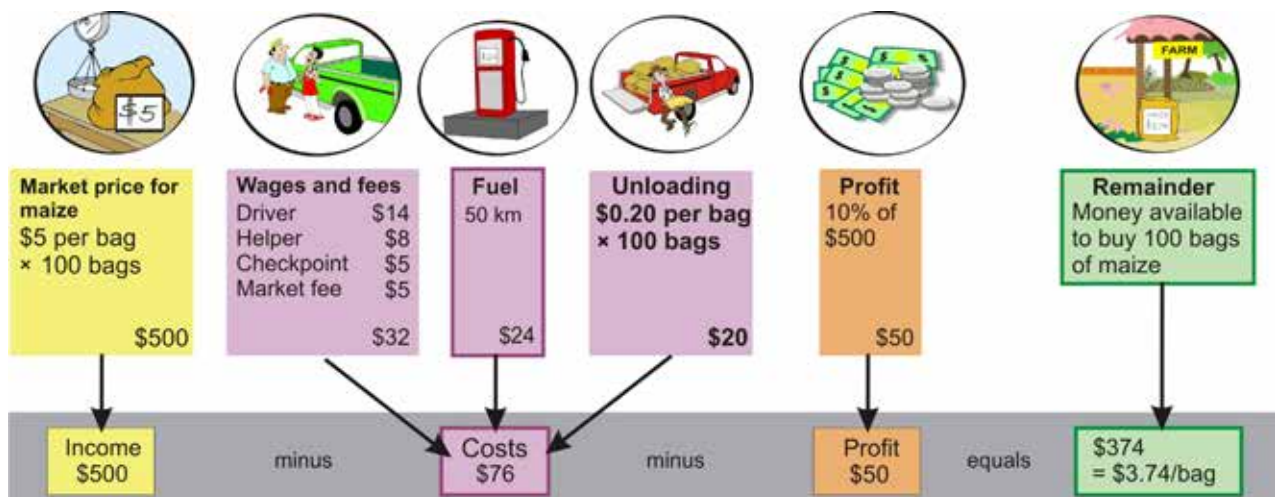 $5
FARM
Market price for
maize
$5 per bag
× 100 bags
$500
Wages and fees
Driver $14
Helper $8
Checkpoint $5
Market fee $5
$32
Fuel
50 km
$24
Unloading
$0.20 per bag
× 100 bags
$20
Profit
10% of
$500
$50
Remainder
Money available
to buy 100 bags
of maize
Income
$500
minus
Costs
$76
minus
Profit
$50
equals
$374
= $3.74/bag